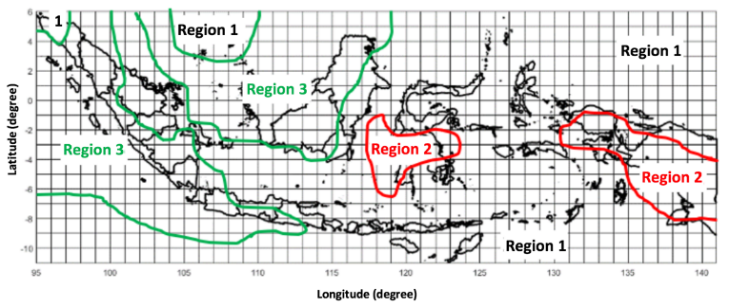 6
1
Region 1
Region 1
4
2
Region 3
0
-2
Region 3
Region 2
-4
Region 2
-6
-8
Region 1
-10
95 100 105 110 115 120 125 130 135 140
Latitude (degree)
Longitude (degree)